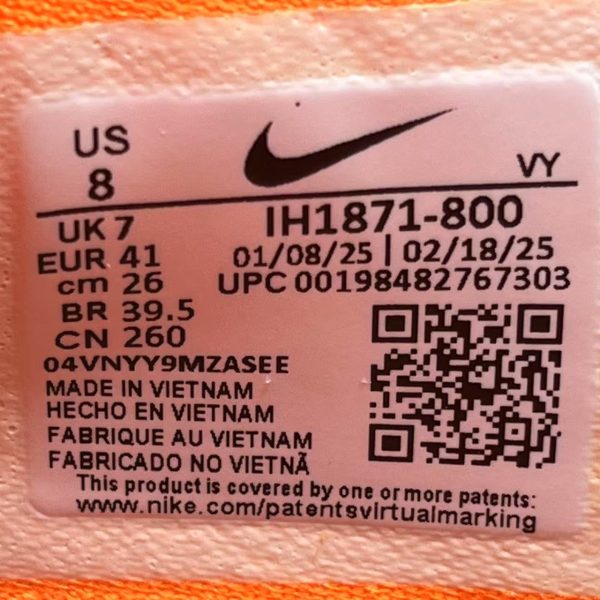 US
8
VY
UK 7
EUR 41
cm 26
BR 39.5
CN 260
IH1871-800
01/08/25 | 02/18/25
UPC 00198482767303
04VNYY9MZASEE
MADE IN VIETNAM
HECHO EN VIETNAM
FABRIQUE AU VIETNAM
FABRICADO NO VIETNÃ
This product is covered by one or more patents:
www.nike.com/patentsvirtualmarking